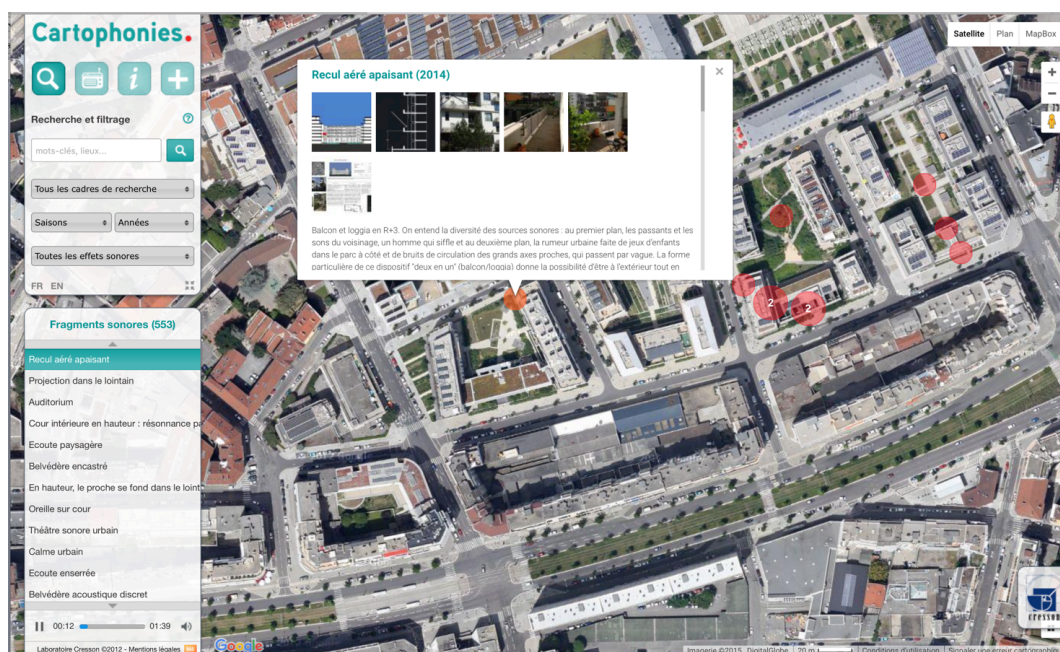 Cartophonies.
Recherche et filtrage
?
mots-clés, lieux...
Tous les cadres de recherche
Saisons
Années
Toutes les effets sonores
FR EN
Fragments sonores (553)
Recul aéré apaisant
Projection dans le lointain
Auditorium
Cour intérieure en hauteur : résonnance pa
Ecoute paysagère
Belvédère encastré
En hauteur, le proche se fond dans le loint
Oreille sur cour
Théâtre sonore urbain
Calme urbain
Ecoute enserrée
Belvédère acoustique discret
00:12
01:39
Laboratoire Cresson ©2012 - Mentions légales
Recul aéré apaisant (2014)
×
Balcon et loggia en R+3. On entend la diversité des sources sonores : au premier plan, les passants et les
sons du voisinage, un homme qui siffle et au deuxième plan, la rumeur urbaine faite de jeux d'enfants
dans le parc à côté et de bruits de circulation des grands axes proches, qui passent par vague. La forme
particulière de ce dispositif "deux en un" (balcon/loggia) donne la possibilité d'être à l'extérieur tout en
Satellite Plan MapBox
+
−
2
2
cresson
Google
Imagerie ©2015, DigitalGlobe
20 m
Conditions d'utilisation
Signaler une erreur cartographique